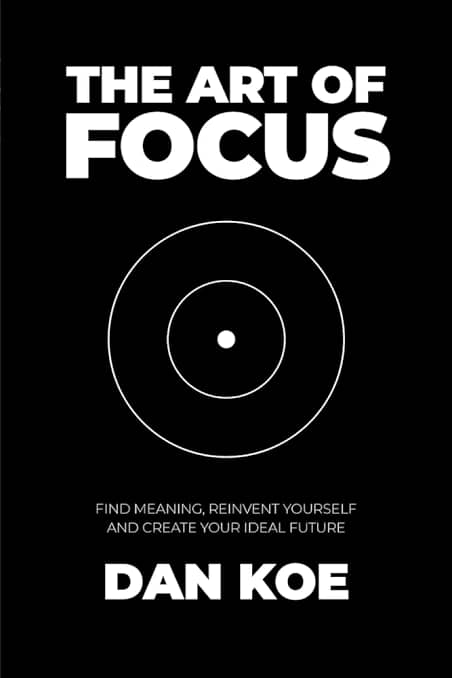 THE ART OF
FOCUS
FIND MEANING, REINVENT YOURSELF
AND CREATE YOUR IDEAL FUTURE
DAN KOE